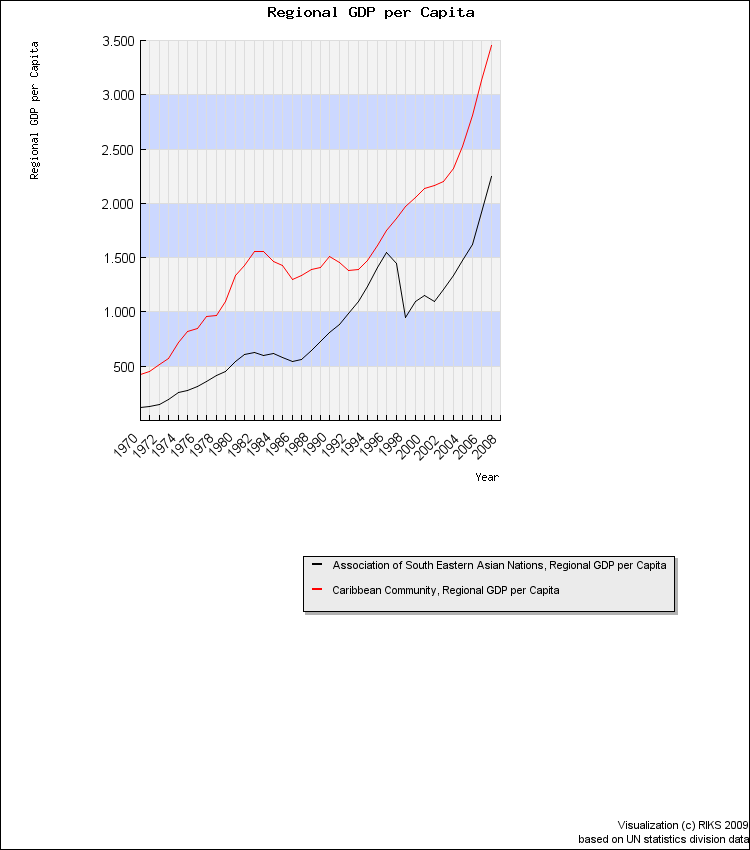 Regional GDP per Capita
Regional GDP per Capita
3.500
3.000
2.500
2.000
1.500
1.000
500
1970 1972 1974 1976 1978 1980 1982 1984 1986 1988 1990 1992 1994 1996 1998 2000 2002 2004 2006 2008
Year
Association of South Eastern Asian Nations, Regional GDP per Capita
Caribbean Community, Regional GDP per Capita
Visualization (c) RIKS 2009
based on UN statistics division data